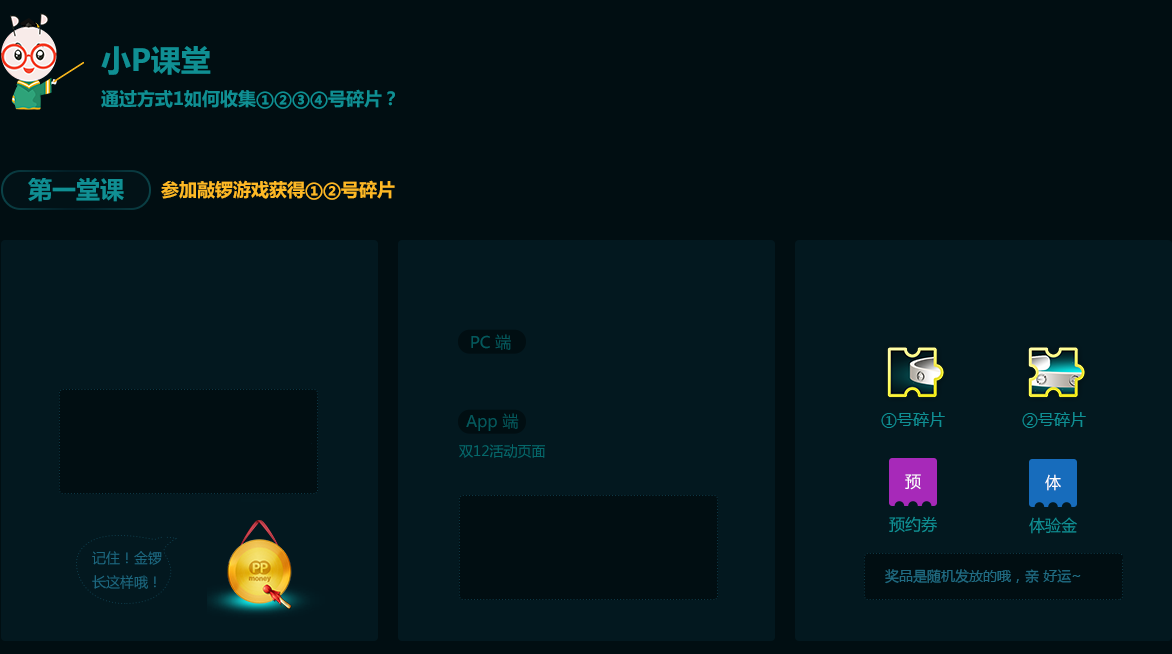 小P课堂
通过方式1如何收集①②③④号碎片？
第一堂课
参加敲锣游戏获得①②号碎片
记住！金锣
长这样哦！
PP
money
PC 端
App 端
双12活动页面
①号碎片
②号碎片
预
体
预约券
体验金
奖品是随机发放的哦，亲 好运~